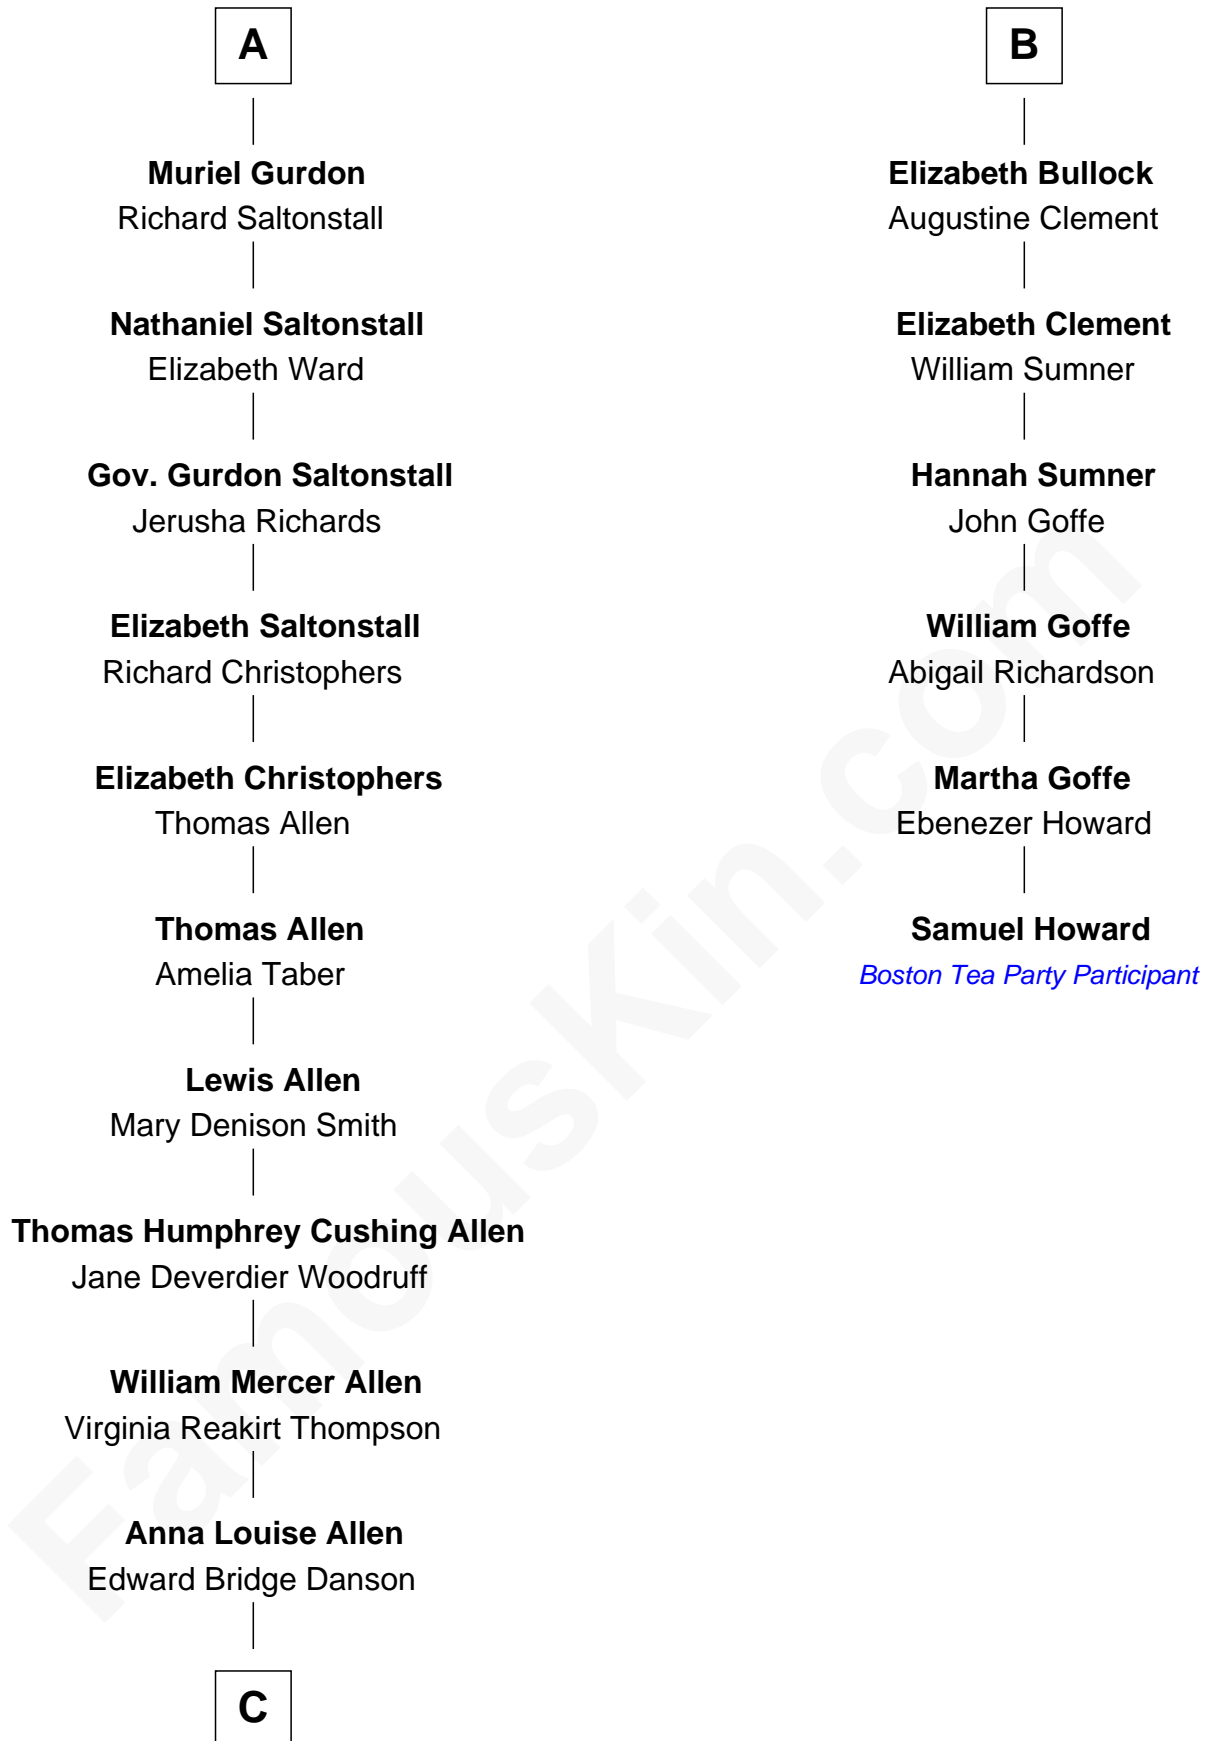 A
Muriel Gurdon
Richard Saltonstall
Nathaniel Saltonstall
Elizabeth Ward
Gov. Gurdon Saltonstall
Jerusha Richards
Elizabeth Saltonstall
Richard Christophers
Elizabeth Christophers
Thomas Allen
Thomas Allen
Amelia Taber
Lewis Allen
Mary Denison Smith
Thomas Humphrey Cushing Allen
Jane Deverdier Woodruff
William Mercer Allen
Virginia Reakirt Thompson
Anna Louise Allen
Edward Bridge Danson
C
B
Elizabeth Bullock
Augustine Clement
Elizabeth Clement
William Sumner
Hannah Sumner
John Goffe
William Goffe
Abigail Richardson
Martha Goffe
Ebenezer Howard
Samuel Howard
Boston Tea Party Participant
FamousKin.com